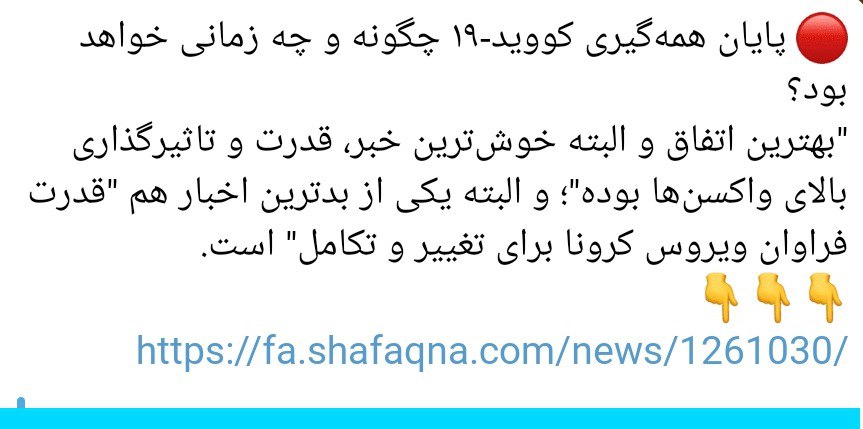 🔴 پایان همه‌گیری کووید-۱۹ چگونه و چه زمانی خواهد
بود؟
"بهترین اتفاق و البته خوش‌ترین خبر، قدرت و تاثیرگذاری
بالای واکسن‌ها بوده"؛ و البته یکی از بدترین اخبار هم "قدرت
فراوان ویروس کرونا برای تغییر و تکامل" است.
👇👇👇
https://fa.shafaqna.com/news/1261030/